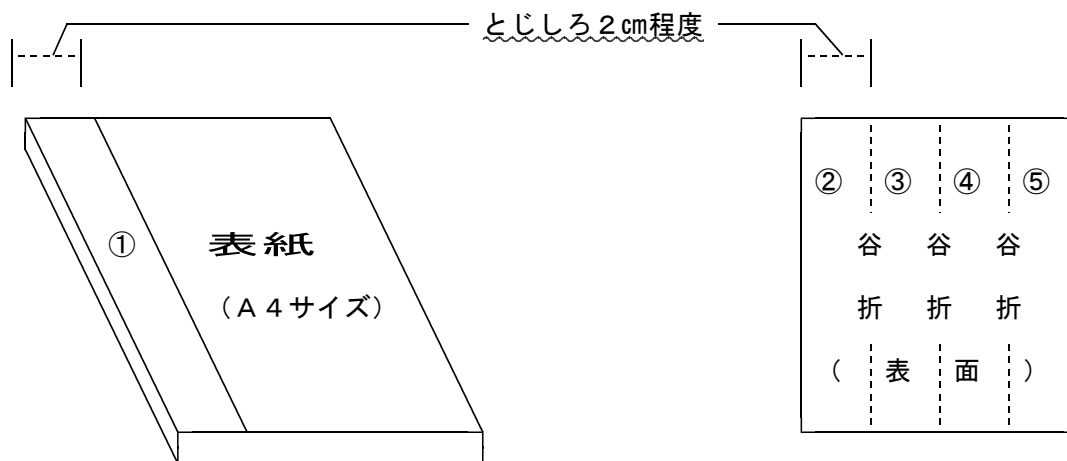 とじしろ２㎝程度
①
表紙
（Ａ４サイズ）
② ③ ④ ⑤
谷折 谷折 谷折
（表面）